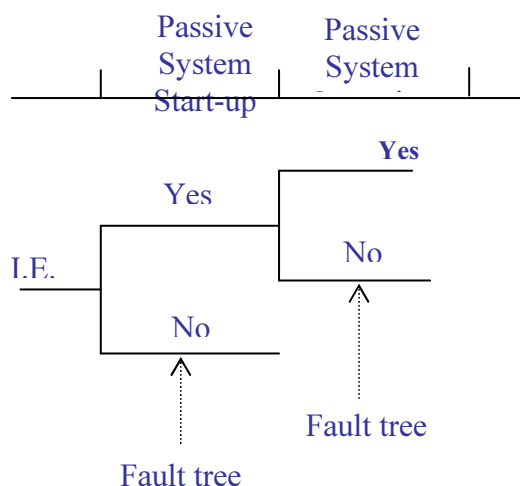 Passive
System
Start-up
Passive
System
Yes
Yes
I.E.
No
No
Fault tree
Fault tree